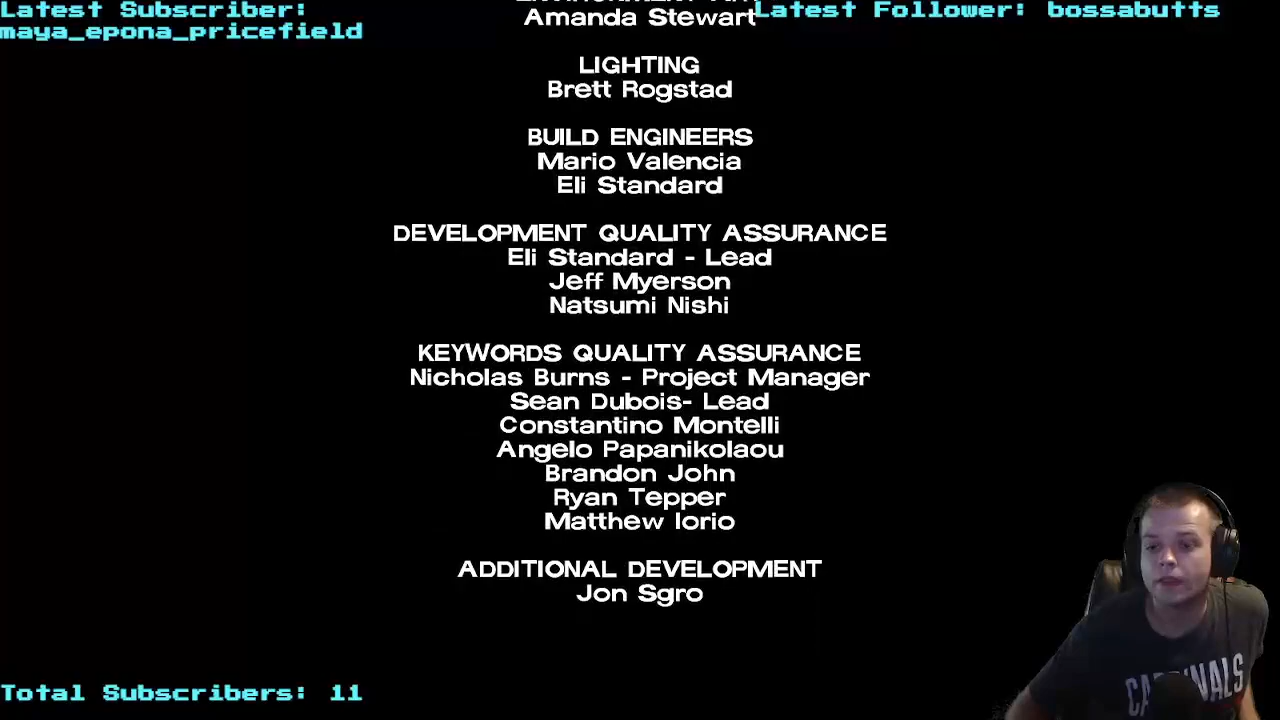 Latest Subscriber:
maya_epona_pricefield
Latest Follower: bossabutts
Amanda Stewart
LIGHTING
Brett Rogstad
BUILD ENGINEERS
Mario Valencia
Eli Standard
DEVELOPMENT QUALITY ASSURANCE
Eli Standard - Lead
Jeff Myerson
Natsumi Nishi
KEYWORDS QUALITY ASSURANCE
Nicholas Burns - Project Manager
Sean Dubois- Lead
Constantino Montelli
Angelo Papanikolaou
Brandon John
Ryan Tepper
Matthew Iorio
ADDITIONAL DEVELOPMENT
Jon Sgro
Total Subscribers: 11